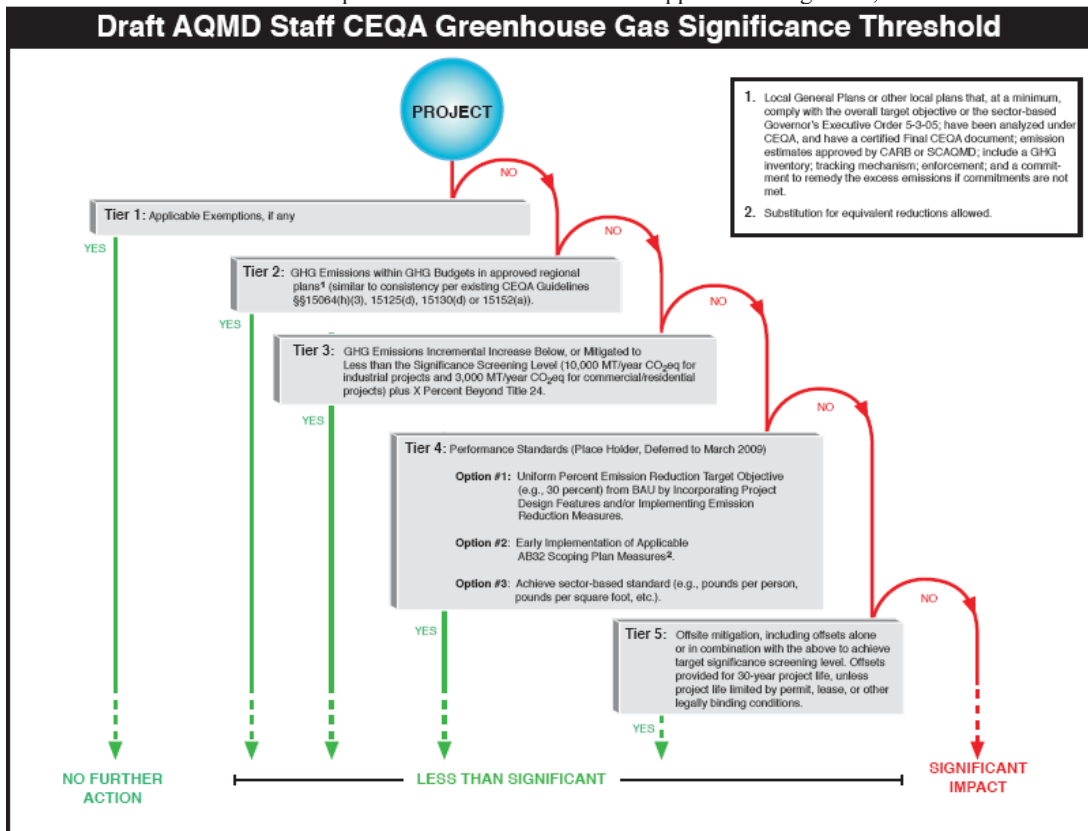 Draft AQMD Staff CEQA Greenhouse Gas Significance Threshold
PROJECT
1. Local General Plans or other local plans that, at a minimum,
comply with the overall target objective or the sector-based
Governor's Executive Order 5-3-05; have been analyzed under
CEQA, and have a certified Final CEQA document; emission
estimates approved by CARB or SCAQMD; include a GHG
inventory; tracking mechanism; enforcement; and a commit-
ment to remedy the excess emissions if commitments are not
met.
2. Substitution for equivalent reductions allowed.
NO
Tier 1: Applicable Exemptions, if any
YES
NO
Tier 2: GHG Emissions within GHG Budgets in approved regional
plans¹ (similar to consistency per existing CEQA Guidelines
§§15064(h)(3), 15125(d), 15130(d) or 15152(a)).
YES
NO
Tier 3: GHG Emissions Incremental Increase Below, or Mitigated to
Less than the Significance Screening Level (10,000 MT/year CO₂eq for
industrial projects and 3,000 MT/year CO₂eq for commercial/residential
projects) plus X Percent Beyond Title 24.
YES
NO
Tier 4: Performance Standards (Place Holder, Deferred to March 2009)
Option #1: Uniform Percent Emission Reduction Target Objective
(e.g., 30 percent) from BAU by Incorporating Project
Design Features and/or Implementing Emission
Reduction Measures.
Option #2: Early Implementation of Applicable
AB32 Scoping Plan Measures².
Option #3: Achieve sector-based standard (e.g., pounds per person,
pounds per square foot, etc.).
YES
NO
Tier 5: Offsite mitigation, including offsets alone
or in combination with the above to achieve
target significance screening level. Offsets
provided for 30-year project life, unless
project life limited by permit, lease, or other
legally binding conditions.
YES
NO FURTHER
ACTION
LESS THAN SIGNIFICANT
SIGNIFICANT
IMPACT